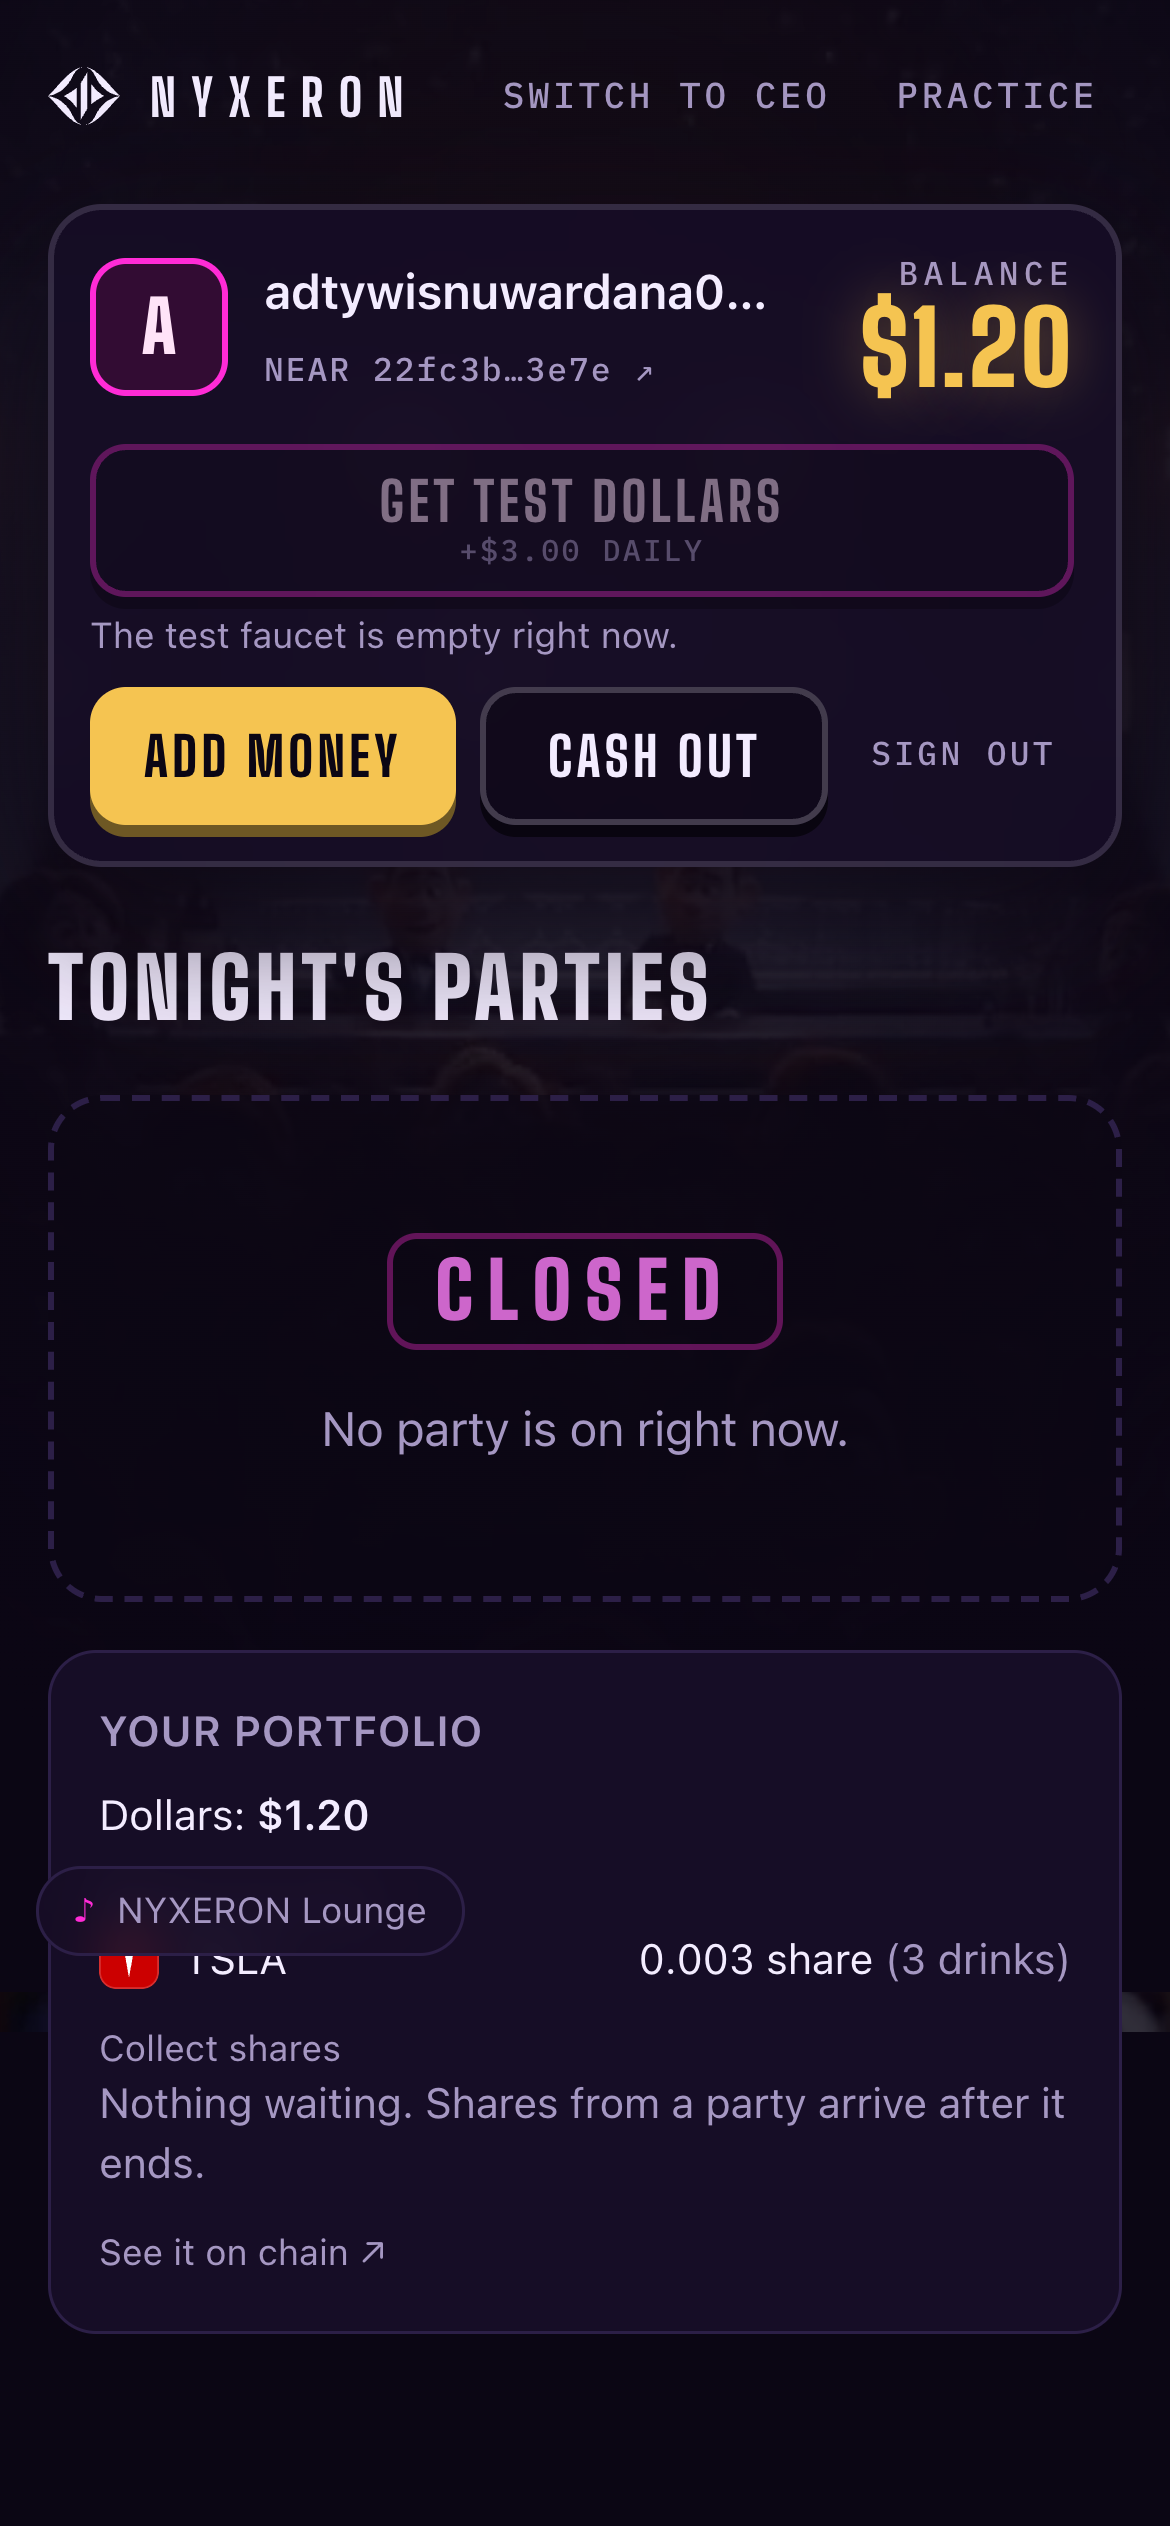 NYXERON
SWITCH TO CEO
PRACTICE
A
adtywisnuwardana0...
NEAR 22fc3b…3e7e ↗
BALANCE
$1.20
GET TEST DOLLARS
+$3.00 DAILY
The test faucet is empty right now.
ADD MONEY
CASH OUT
SIGN OUT
TONIGHT'S PARTIES
CLOSED
No party is on right now.
YOUR PORTFOLIO
Dollars: $1.20
♪ NYXERON Lounge
TSLA
0.003 share (3 drinks)
Collect shares
Nothing waiting. Shares from a party arrive after it
ends.
See it on chain ↗